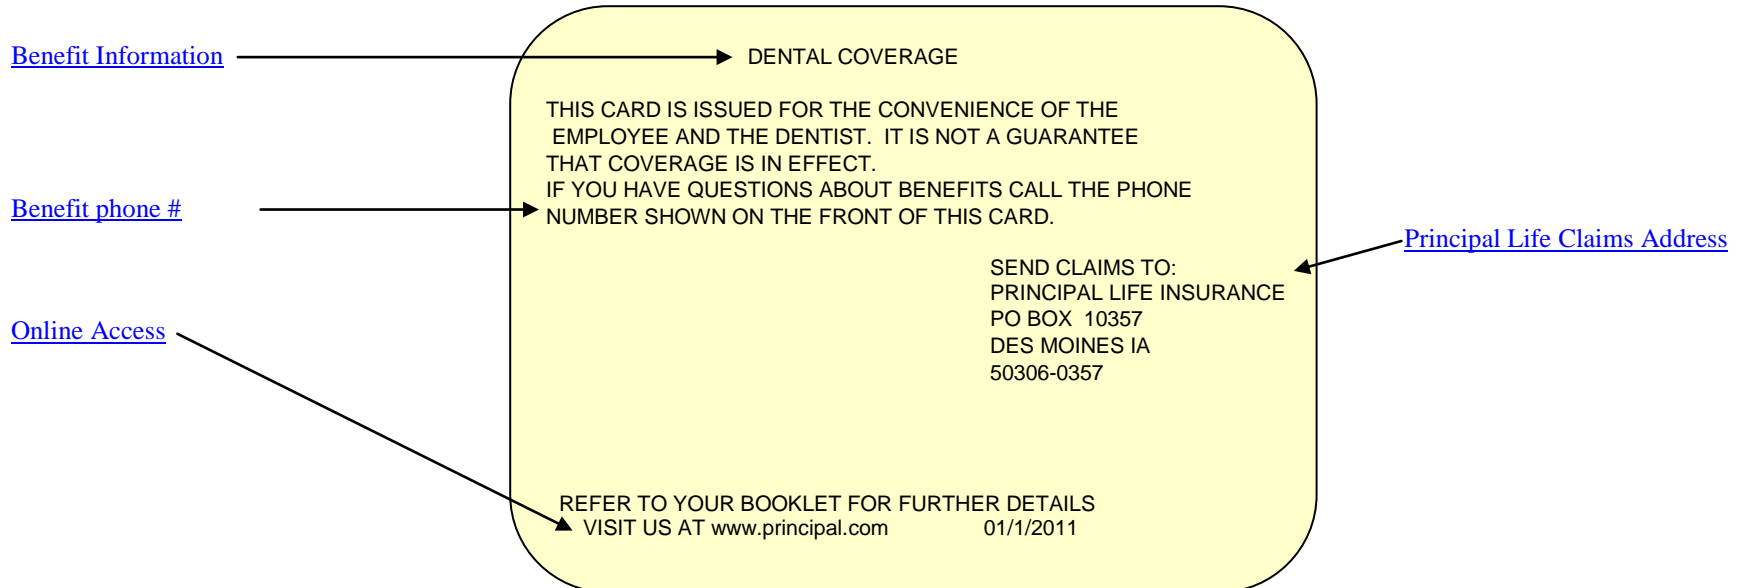 Benefit Information
DENTAL COVERAGE
THIS CARD IS ISSUED FOR THE CONVENIENCE OF THE
EMPLOYEE AND THE DENTIST.  IT IS NOT A GUARANTEE
THAT COVERAGE IS IN EFFECT.
IF YOU HAVE QUESTIONS ABOUT BENEFITS CALL THE PHONE
NUMBER SHOWN ON THE FRONT OF THIS CARD.
Benefit phone #
Principal Life Claims Address
SEND CLAIMS TO:
PRINCIPAL LIFE INSURANCE
PO BOX  10357
DES MOINES IA
50306-0357
Online Access
REFER TO YOUR BOOKLET FOR FURTHER DETAILS
VISIT US AT www.principal.com 01/1/2011